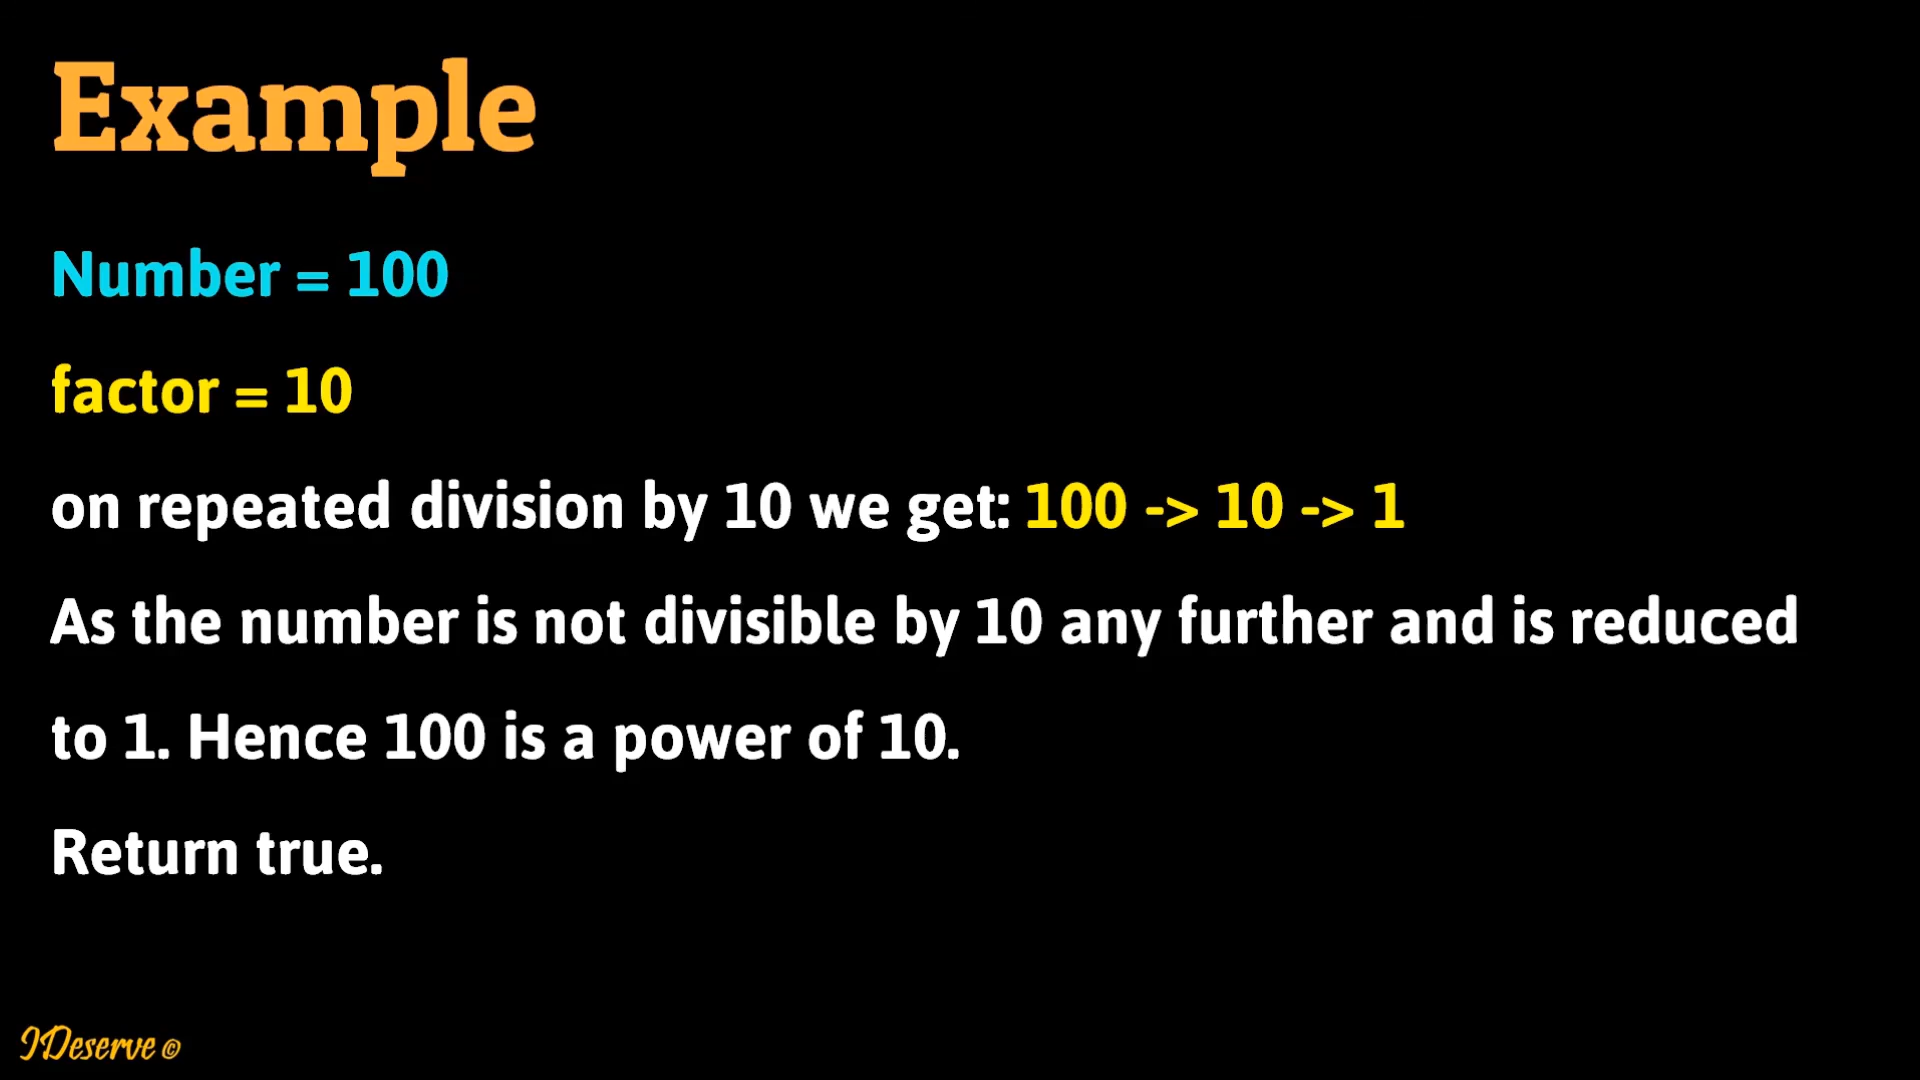 Example
Number = 100
factor = 10
on repeated division by 10 we get: 100 -> 10 -> 1
As the number is not divisible by 10 any further and is reduced
to 1. Hence 100 is a power of 10.
Return true.
IDeserve ©